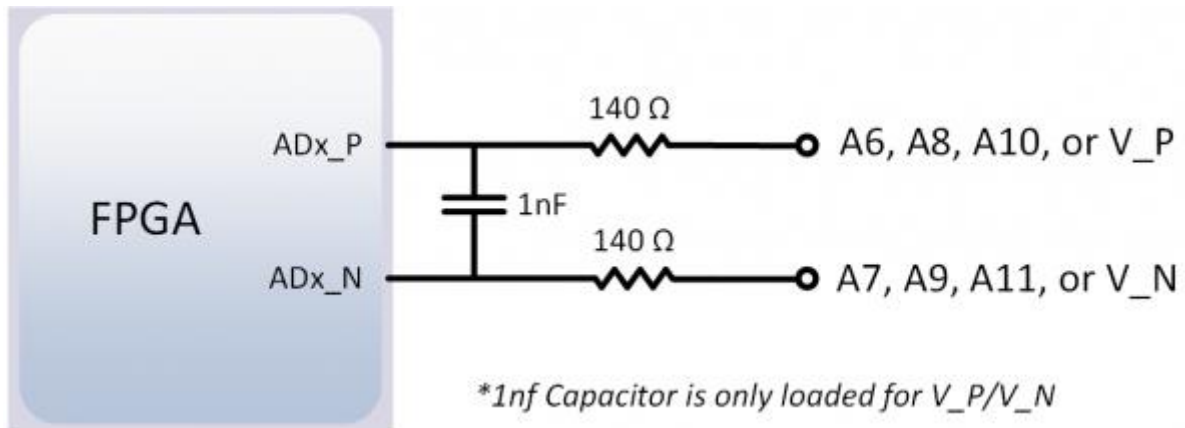 140 Ω
ADx_P
A6, A8, A10, or V_P
FPGA
1nF
140 Ω
ADx_N
A7, A9, A11, or V_N
*1nf Capacitor is only loaded for V_P/V_N